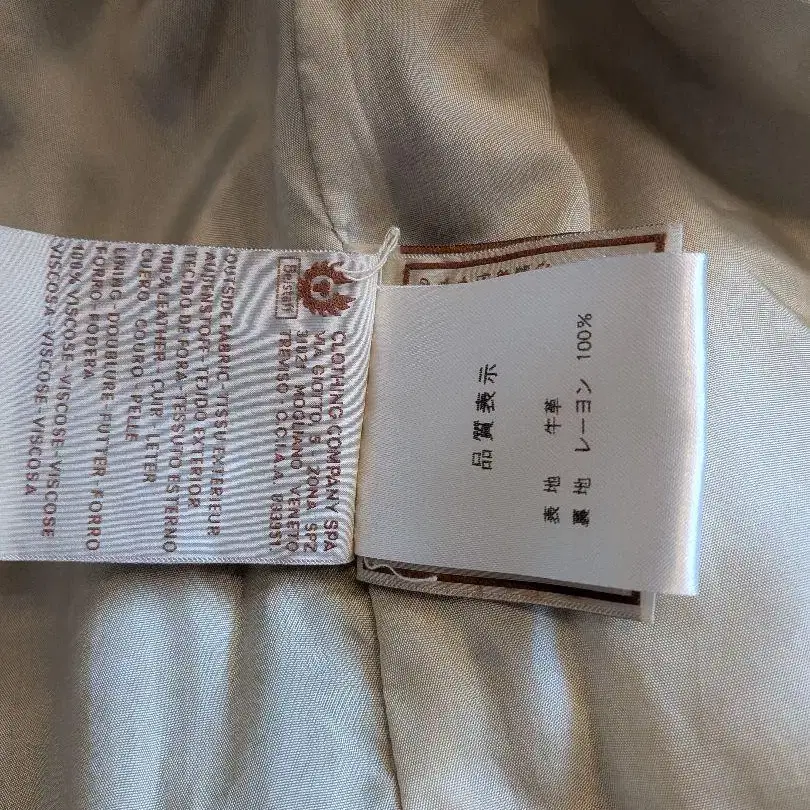 Belstaff
CLOTHING COMPANY SPA
VIA GIOTTO, 5, ZONA SPZ
31021 MOGLIANO VENETO
TREVISO, C.C.I.A.A.
OUTSIDE FABRIC-TISSU EXTERIEUR
AUTENSTOFF-TEJIDO EXTERIOR
TECIDO DE FORA-TESSUTO ESTERNO
100% LEATHER - CUIR - LETER
CUERO - COURO - PELLE
LINING - DOUBLURE - FUTTER - FORRO
FORRO - FODERA
100% VISCOSE-VISCOSE-VISCOSE
VISCOSA-VISCOSE-VISCOSA
品質表示
表地 牛革
裏地 レーヨン 100%